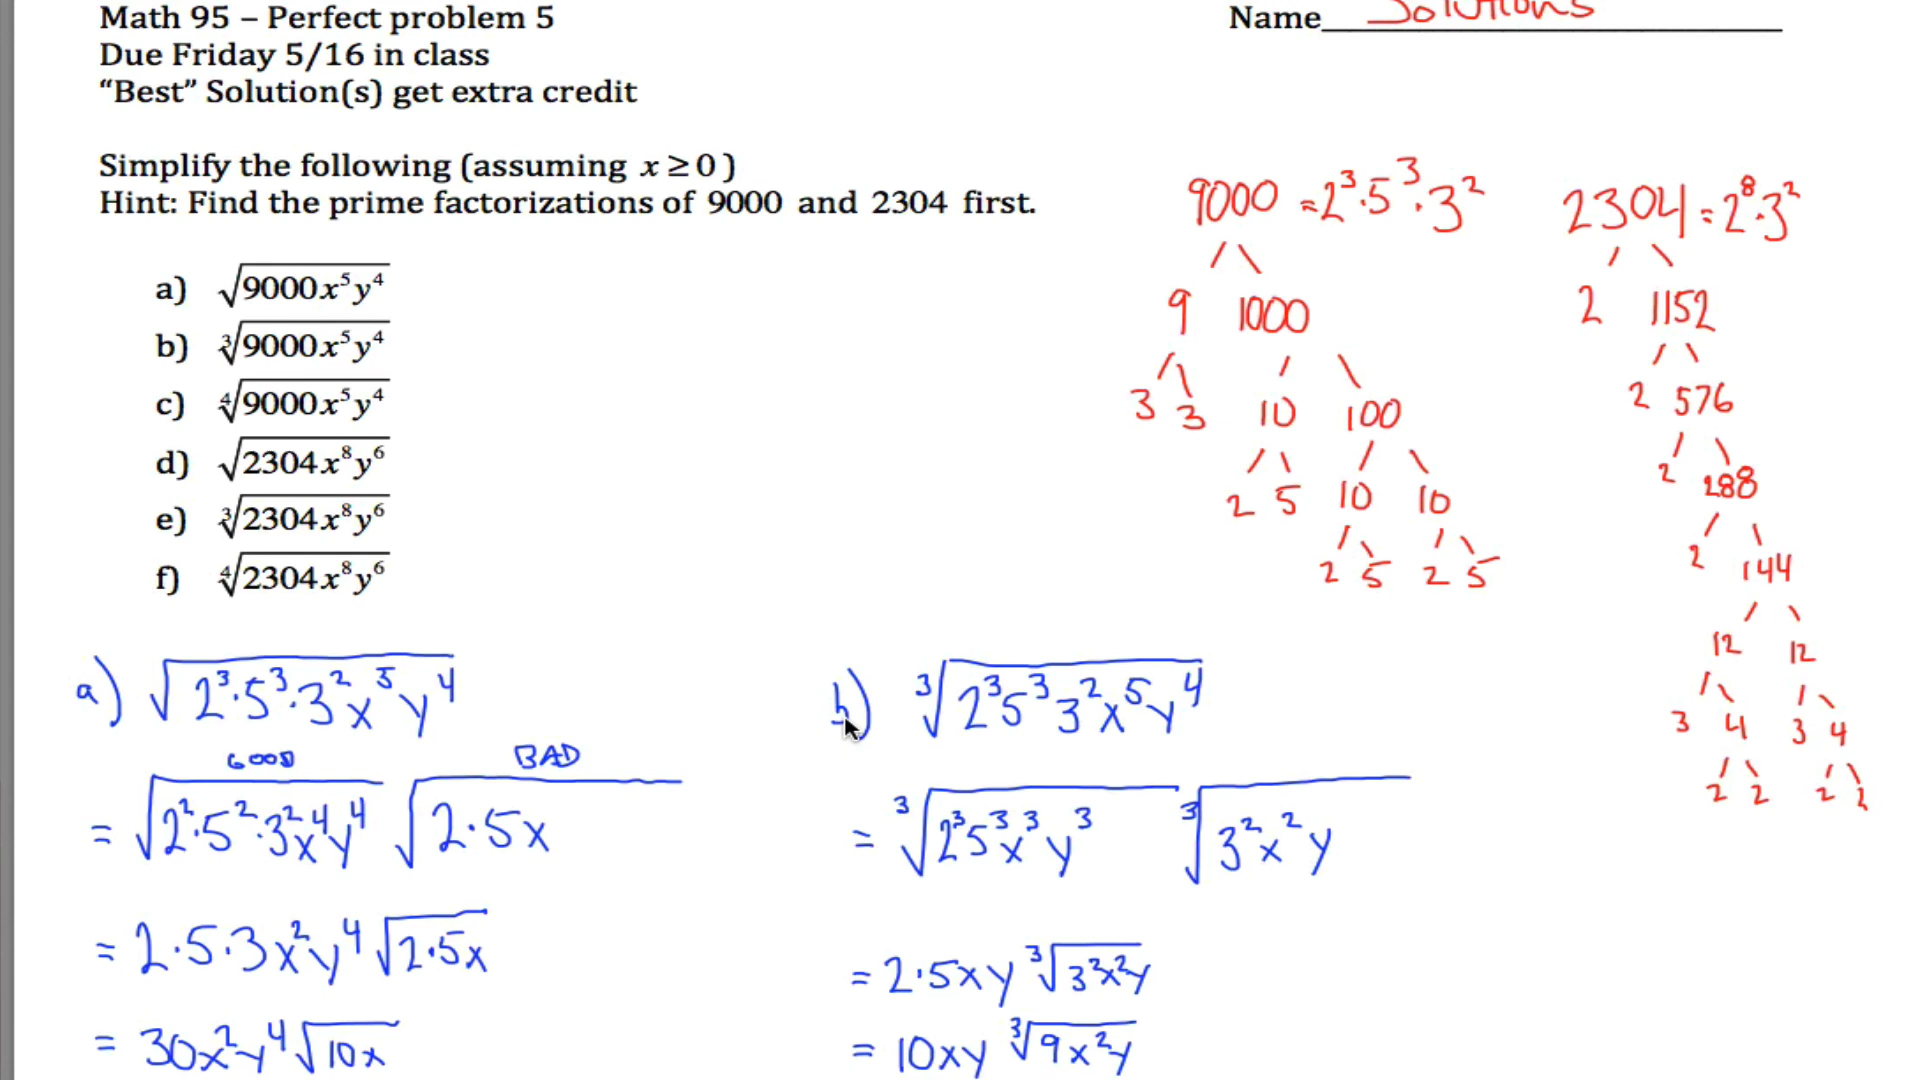 Math 95 – Perfect problem 5
Name Solutions
Due Friday 5/16 in class
“Best” Solution(s) get extra credit
Simplify the following (assuming x ≥ 0)
Hint: Find the prime factorizations of 9000 and 2304 first.
a) √(9000x⁵y⁴)
b) ∛(9000x⁵y⁴)
c) ∜(9000x⁵y⁴)
d) √(2304x⁸y⁶)
e) ∛(2304x⁸y⁶)
f) ∜(2304x⁸y⁶)
9000 = 2³·5³·3²
9 1000
3 3 10 100
2 5 10 10
2 5 2 5
2304 = 2⁸·3²
2 1152
2 576
2 288
2 144
12 12
3 4 3 4
2 2 2 2
a) √(2³·5³·3²x⁵y⁴)
GOOD BAD
= √(2²·5²·3²x⁴y⁴) √(2·5x)
= 2·5·3x²y⁴√(2·5x)
= 30x²y⁴√(10x)
b) ∛(2³5³3²x⁵y⁴)
= ∛(2³5³x³y³) ∛(3²x²y)
= 2·5xy ∛(3²x²y)
= 10xy ∛(9x²y)